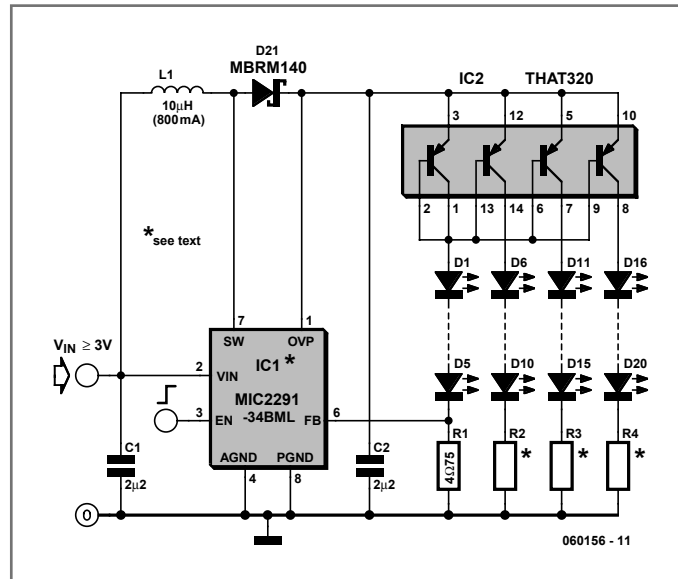 D21
MBRM140
L1
10µH
(800mA)
IC2
THAT320
3
12
5
10
2
1
13
14
6
7
9
8
*see text
D1
D6
D11
D16
7
1
SW
OVP
VIN ≥ 3V
2
VIN
IC1 *
MIC2291
-34BML
3
EN
FB
6
D5
D10
D15
D20
AGND
PGND
4
8
C1
2µ2
C2
2µ2
R1
4Ω75
R2
*
R3
*
R4
*
0
060156 - 11